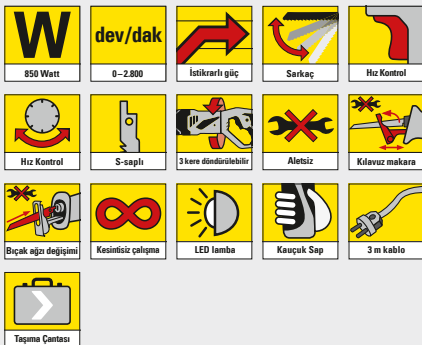 W
850 Watt
dev/dak
0–2.800
İstikrarlı güç
Sarkaç
Hız Kontrol
Hız Kontrol
S-saplı
3 kere döndürülebilir
Aletsiz
Kılavuz makara
Bıçak ağzı değişimi
Kesintisiz çalışma
LED lamba
Kauçuk Sap
3 m kablo
Taşıma Çantası